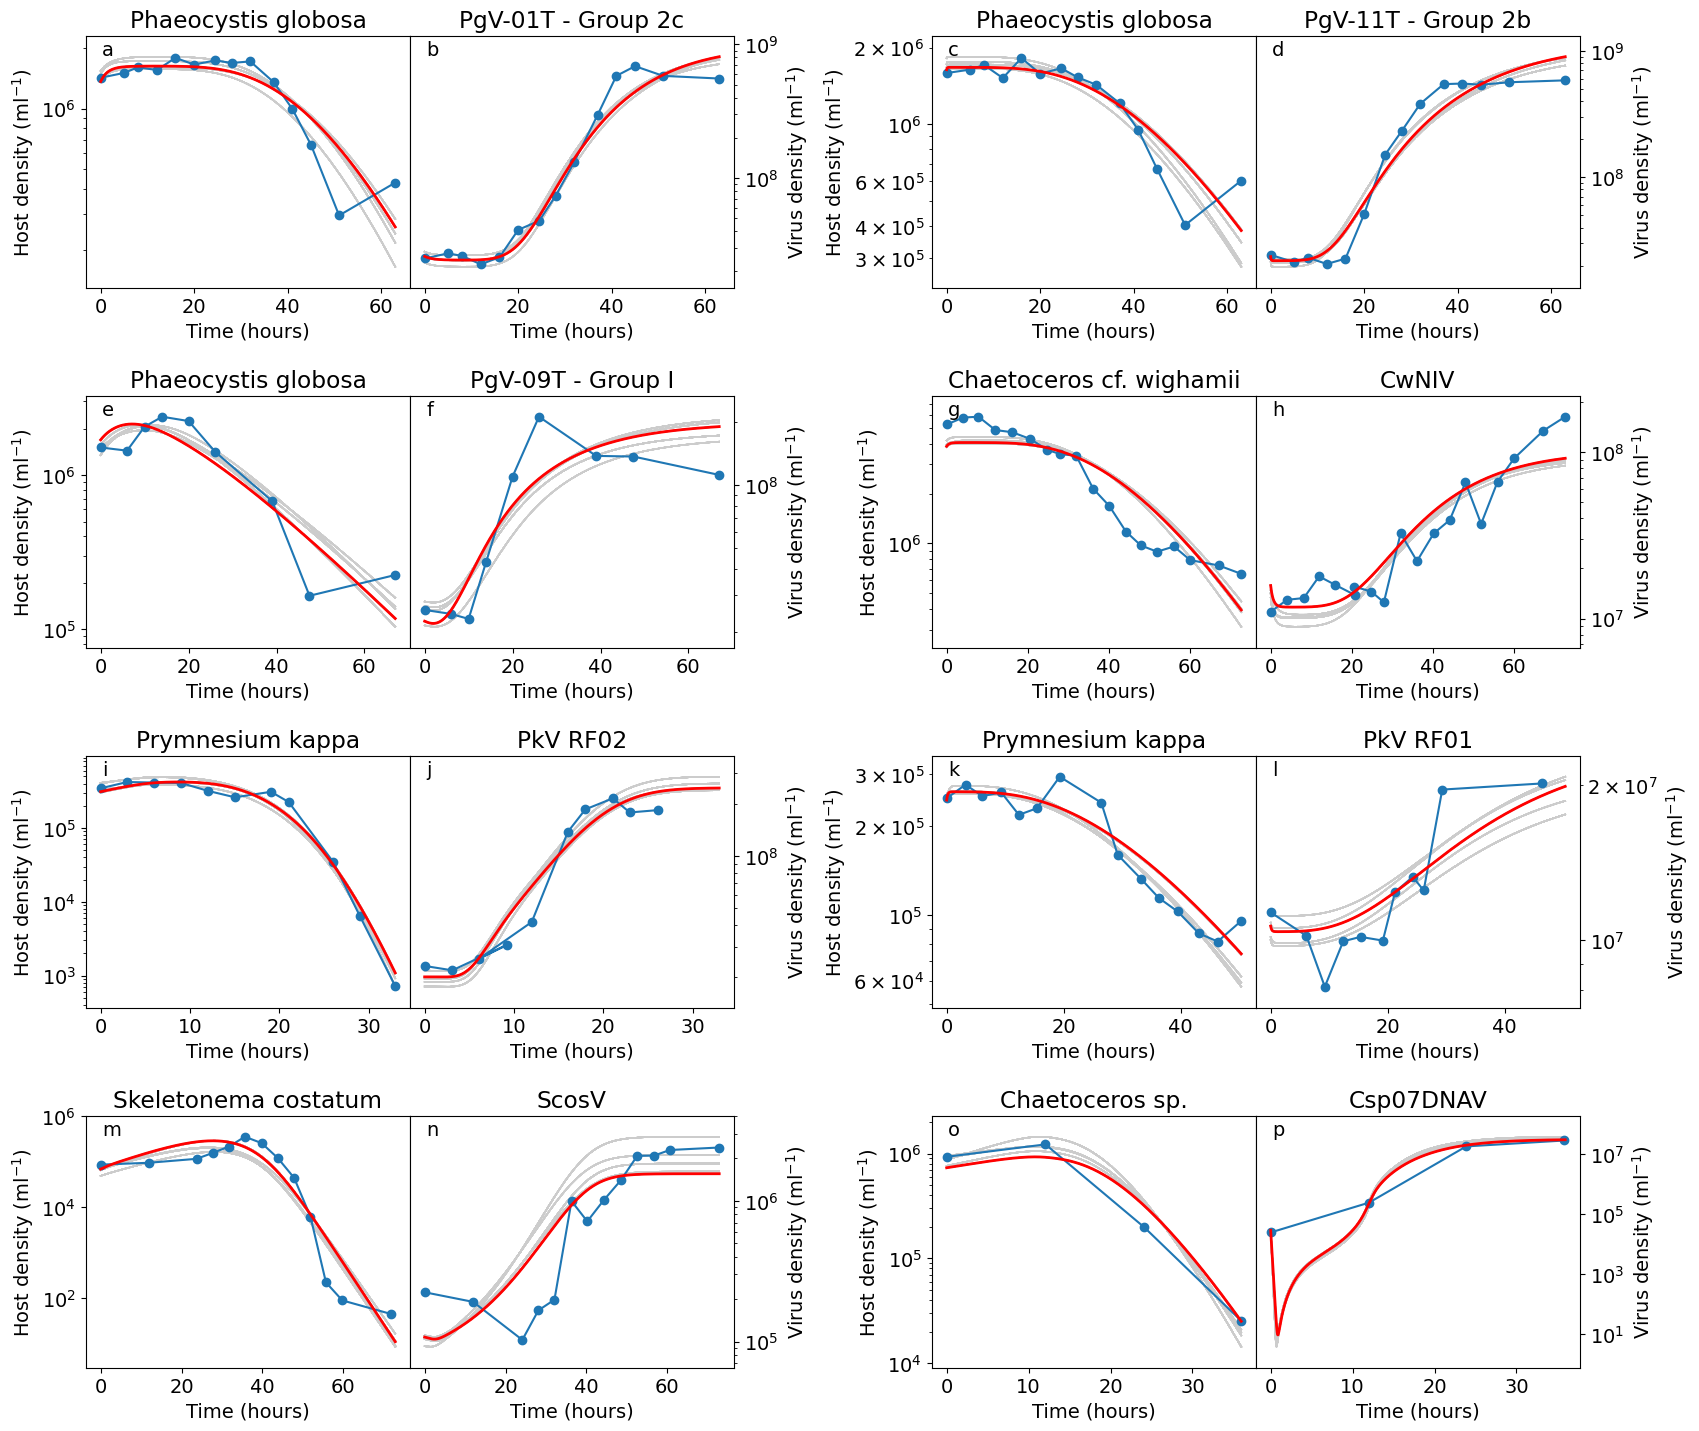 Phaeocystis globosa PgV-01T - Group 2c Phaeocystis globosa PgV-11T - Group 2b
a b c d
10⁶
10⁹
10⁸
2 × 10⁶
10⁶
6 × 10⁵
4 × 10⁵
3 × 10⁵
10⁹
10⁸
Host density (ml⁻¹) Virus density (ml⁻¹) Host density (ml⁻¹) Virus density (ml⁻¹)
0 20 40 60 0 20 40 60 0 20 40 60 0 20 40 60
Time (hours) Time (hours) Time (hours) Time (hours)
Phaeocystis globosa PgV-09T - Group I Chaetoceros cf. wighamii CwNIV
e f g h
10⁶
10⁵
10⁸
10⁶
10⁸
10⁷
Host density (ml⁻¹) Virus density (ml⁻¹) Host density (ml⁻¹) Virus density (ml⁻¹)
0 20 40 60 0 20 40 60 0 20 40 60 0 20 40 60
Time (hours) Time (hours) Time (hours) Time (hours)
Prymnesium kappa PkV RF02 Prymnesium kappa PkV RF01
i j k l
10⁵
10⁴
10³
10⁸
3 × 10⁵
2 × 10⁵
10⁵
6 × 10⁴
2 × 10⁷
10⁷
Host density (ml⁻¹) Virus density (ml⁻¹) Host density (ml⁻¹) Virus density (ml⁻¹)
0 10 20 30 0 10 20 30 0 20 40 0 20 40
Time (hours) Time (hours) Time (hours) Time (hours)
Skeletonema costatum ScosV Chaetoceros sp. Csp07DNAV
m n o p
10⁶
10⁴
10²
10⁶
10⁵
10⁶
10⁵
10⁴
10⁷
10⁵
10³
10¹
Host density (ml⁻¹) Virus density (ml⁻¹) Host density (ml⁻¹) Virus density (ml⁻¹)
0 20 40 60 0 20 40 60 0 10 20 30 0 10 20 30
Time (hours) Time (hours) Time (hours) Time (hours)